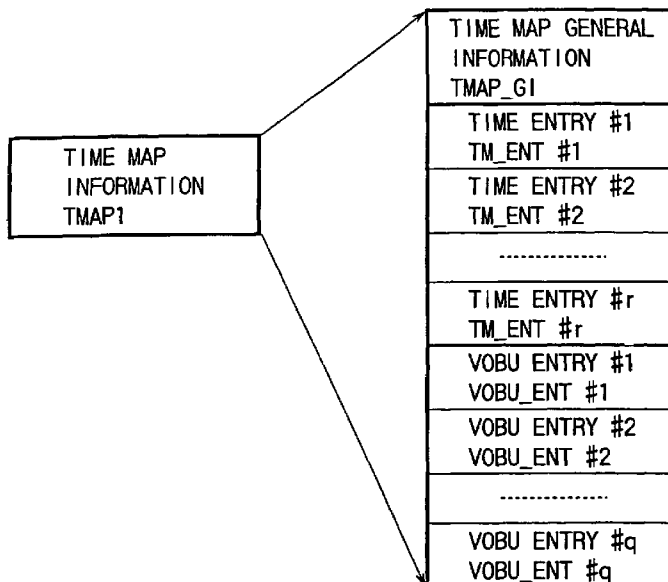 TIME MAP
INFORMATION
TMAP1
TIME MAP GENERAL
INFORMATION
TMAP_GI
TIME ENTRY #1
TM_ENT #1
TIME ENTRY #2
TM_ENT #2
TIME ENTRY #r
TM_ENT #r
VOBU ENTRY #1
VOBU_ENT #1
VOBU ENTRY #2
VOBU_ENT #2
VOBU ENTRY #q
VOBU_ENT #q